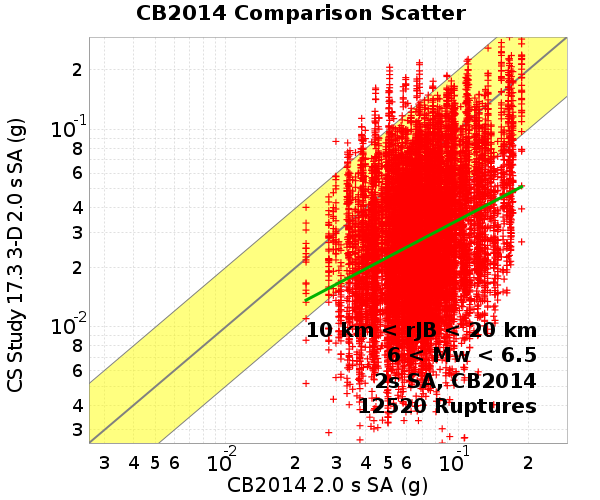 CB2014 Comparison Scatter
CS Study 17.3 3-D 2.0 s SA (g)
2
10-1
8
6
4
3
2
10-2
8
6
4
3
10 km < rJB < 20 km
6 < Mw < 6.5
2s SA, CB2014
12520 Ruptures
3 4 5 6 10-2 2 3 4 5 6 10-1 2
CB2014 2.0 s SA (g)